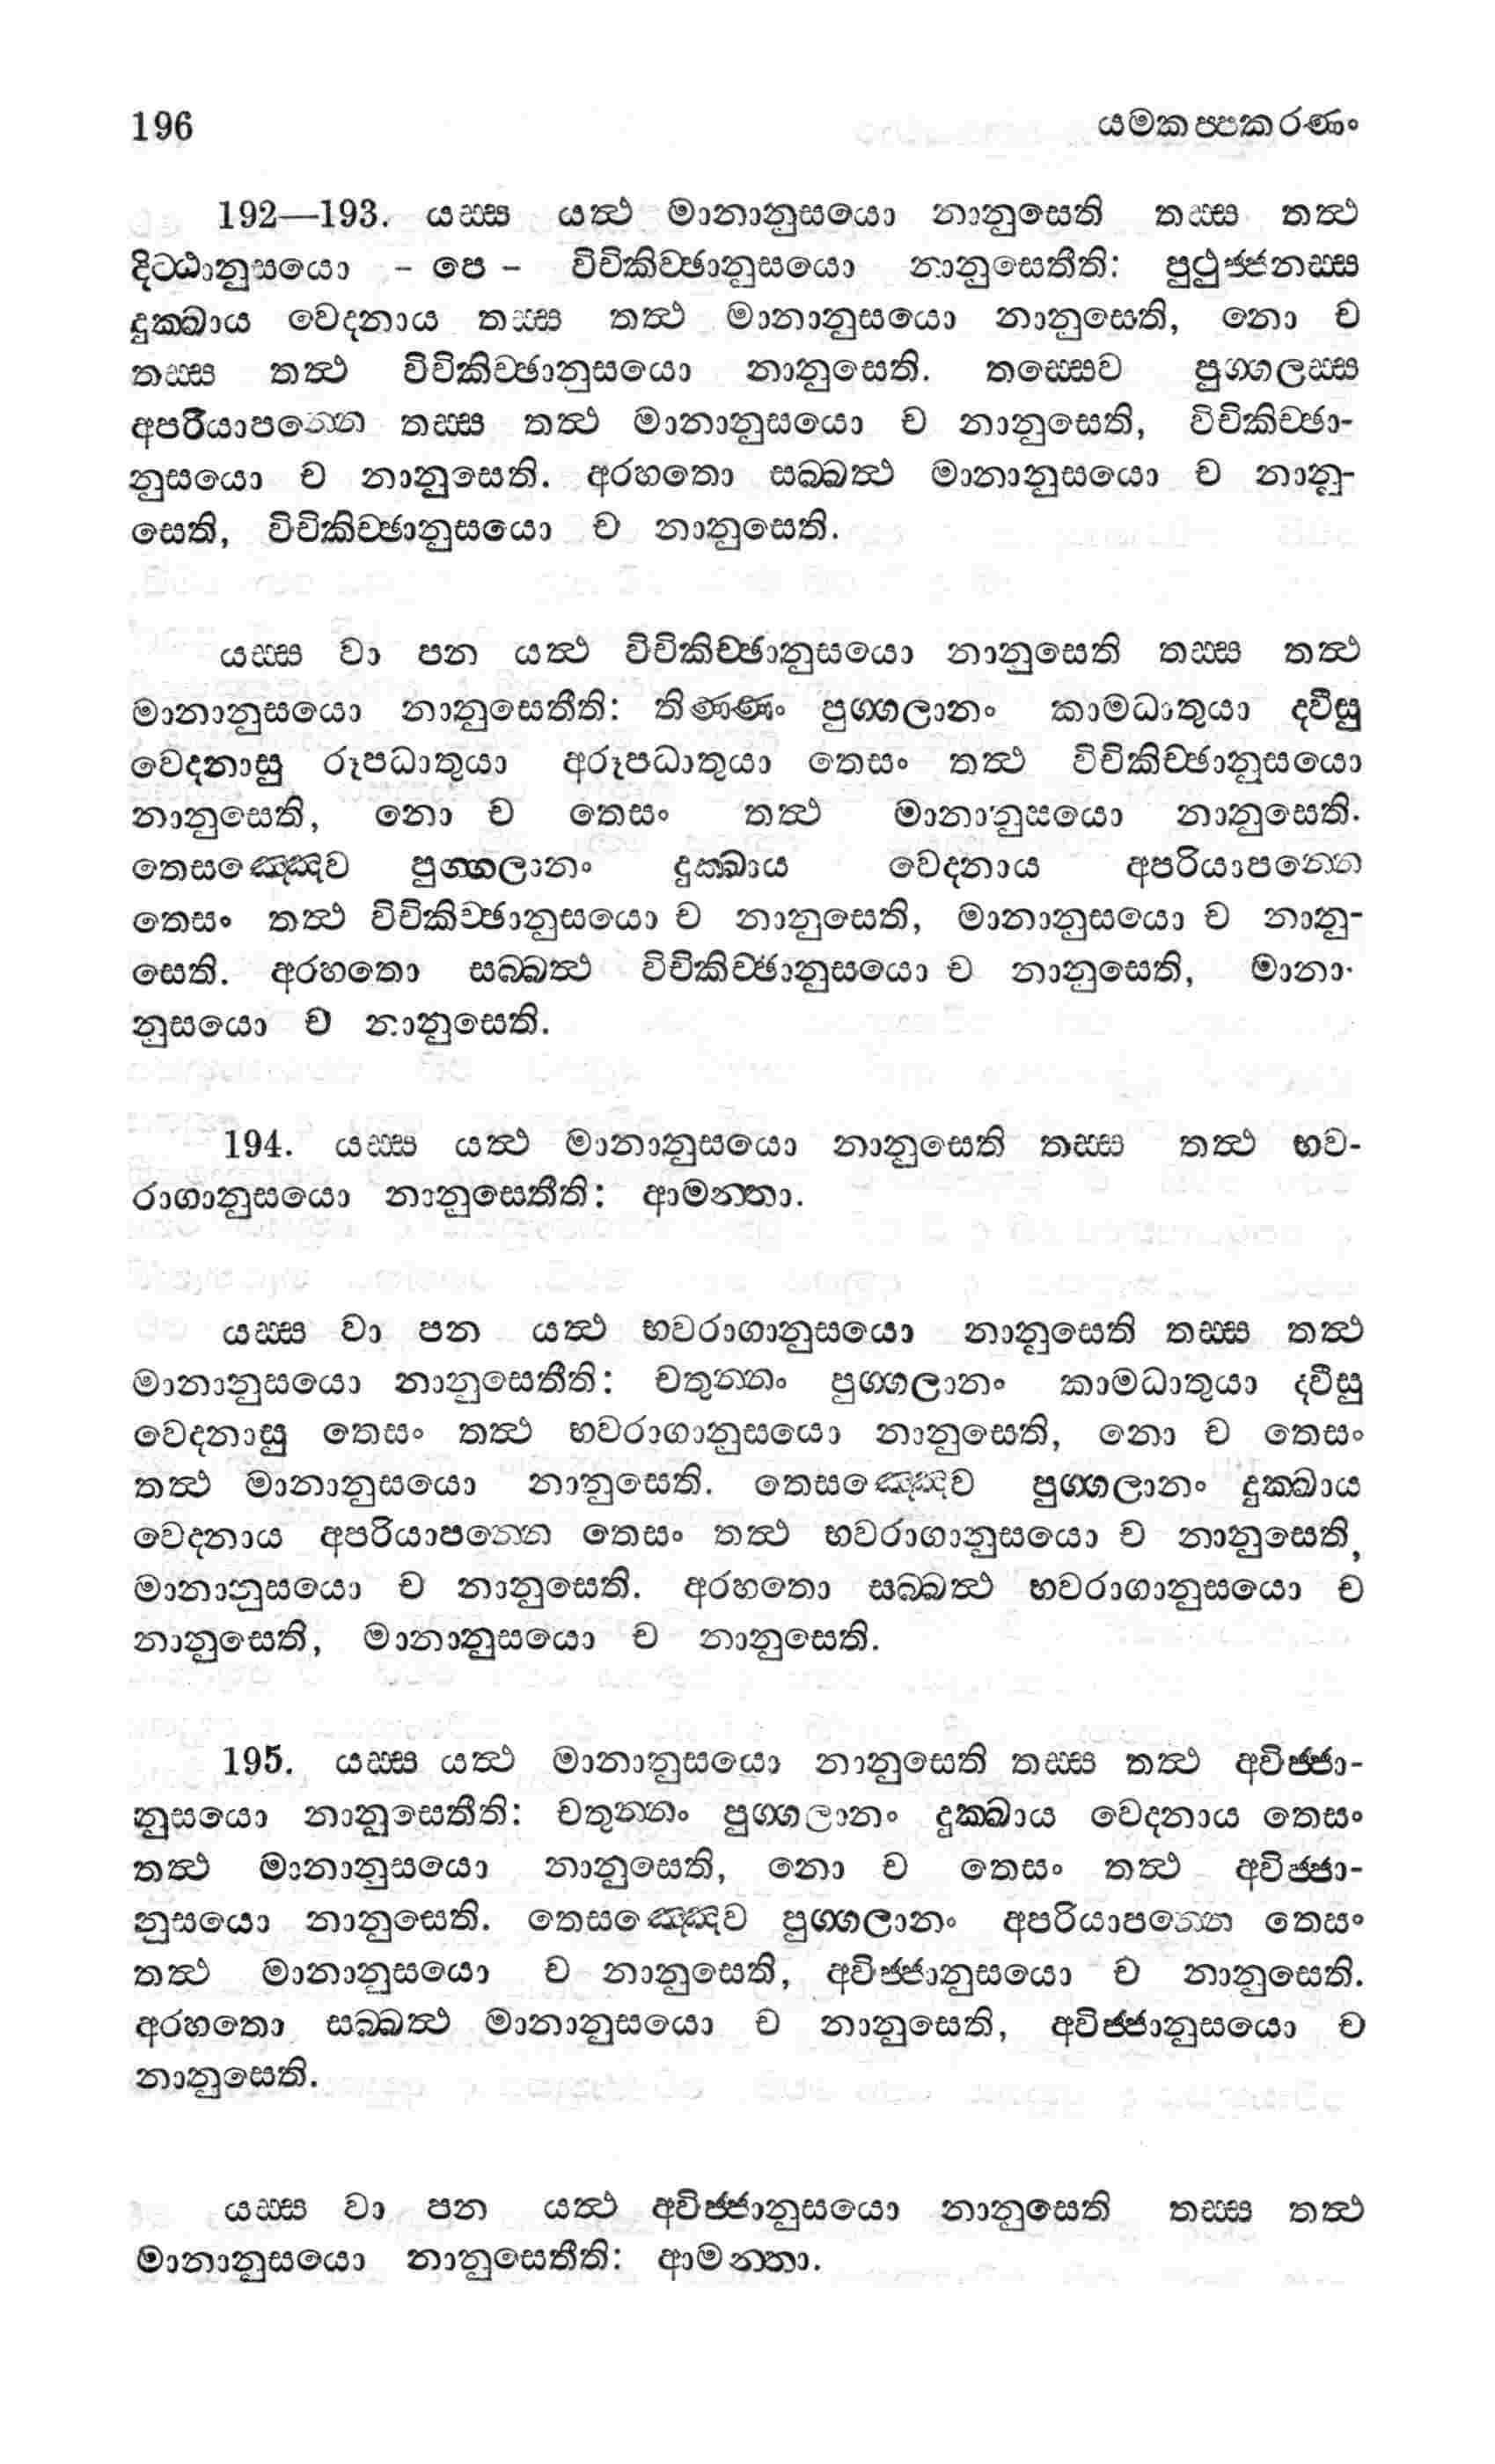 196 යමකප්පකරණං
192—193. යස්ස යත්ථ මානානුසයො නානුසෙති තස්ස තත්ථ
දිට්ඨානුසයො - පෙ - විචිකිච්ඡානුසයො නානුසෙතීති: පුථුජ්ජනස්ස
දුක්ඛාය වෙදනාය තස්ස තත්ථ මානානුසයො නානුසෙති, නො ච
තස්ස තත්ථ විචිකිච්ඡානුසයො නානුසෙති. තස්සෙව පුග්ගලස්ස
අපරියාපන්නෙ තස්ස තත්ථ මානානුසයො ච නානුසෙති, විචිකිච්ඡා-
නුසයො ච නානුසෙති. අරහතො සබ්බත්ථ මානානුසයො ච නානු-
සෙති, විචිකිච්ඡානුසයො ච නානුසෙති.
යස්ස වා පන යත්ථ විචිකිච්ඡානුසයො නානුසෙති තස්ස තත්ථ
මානානුසයො නානුසෙතීති: තිණ්ණං පුග්ගලානං කාමධාතුයා ද්වීසු
වෙදනාසු රූපධාතුයා අරූපධාතුයා තෙසං තත්ථ විචිකිච්ඡානුසයො
නානුසෙති, නො ච තෙසං තත්ථ මානානුසයො නානුසෙති.
තෙසඤ්ඤෙව පුග්ගලානං දුක්ඛාය වෙදනාය අපරියාපන්නෙ
තෙසං තත්ථ විචිකිච්ඡානුසයො ච නානුසෙති, මානානුසයො ච නානු-
සෙති. අරහතො සබ්බත්ථ විචිකිච්ඡානුසයො ච නානුසෙති, මානා-
නුසයො ච නානුසෙති.
194. යස්ස යත්ථ මානානුසයො නානුසෙති තස්ස තත්ථ භව-
රාගානුසයො නානුසෙතීති: ආමන්තා.
යස්ස වා පන යත්ථ භවරාගානුසයො නානුසෙති තස්ස තත්ථ
මානානුසයො නානුසෙතීති: චතුන්නං පුග්ගලානං කාමධාතුයා ද්වීසු
වෙදනාසු තෙසං තත්ථ භවරාගානුසයො නානුසෙති, නො ච තෙසං
තත්ථ මානානුසයො නානුසෙති. තෙසඤ්ඤෙව පුග්ගලානං දුක්ඛාය
වෙදනාය අපරියාපන්නෙ තෙසං තත්ථ භවරාගානුසයො ච නානුසෙති,
මානානුසයො ච නානුසෙති. අරහතො සබ්බත්ථ භවරාගානුසයො ච
නානුසෙති, මානානුසයො ච නානුසෙති.
195. යස්ස යත්ථ මානානුසයො නානුසෙති තස්ස තත්ථ අවිජ්ජා-
නුසයො නානුසෙතීති: චතුන්නං පුග්ගලානං දුක්ඛාය වෙදනාය තෙසං
තත්ථ මානානුසයො නානුසෙති, නො ච තෙසං තත්ථ අවිජ්ජා-
නුසයො නානුසෙති. තෙසඤ්ඤෙව පුග්ගලානං අපරියාපන්නෙ තෙසං
තත්ථ මානානුසයො ච නානුසෙති, අවිජ්ජානුසයො ච නානුසෙති.
අරහතො සබ්බත්ථ මානානුසයො ච නානුසෙති, අවිජ්ජානුසයො ච
නානුසෙති.
යස්ස වා පන යත්ථ අවිජ්ජානුසයො නානුසෙති තස්ස තත්ථ
මානානුසයො නානුසෙතීති: ආමන්තා.